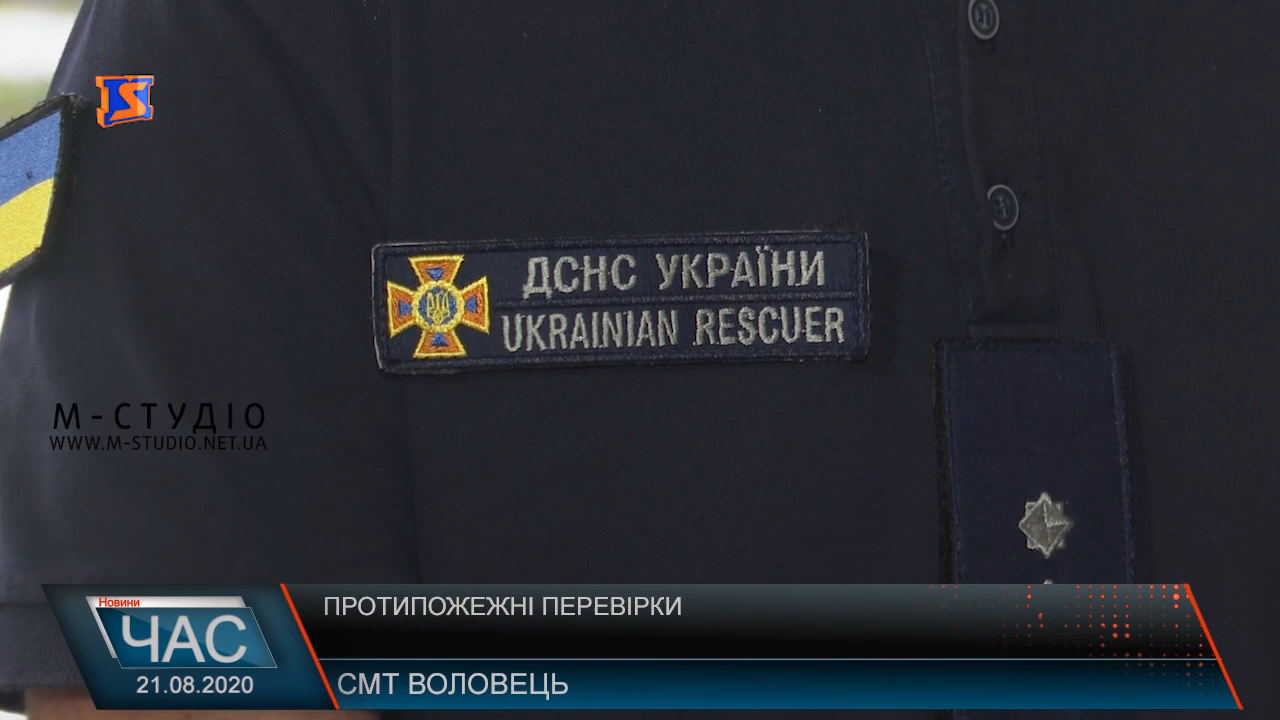 ДСНС УКРАЇНИ
UKRAINIAN RESCUER
М-СТУДІО
WWW.M-STUDIO.NET.UA
Новини
ЧАС
21.08.2020
ПРОТИПОЖЕЖНІ ПЕРЕВІРКИ
СМТ ВОЛОВЕЦЬ